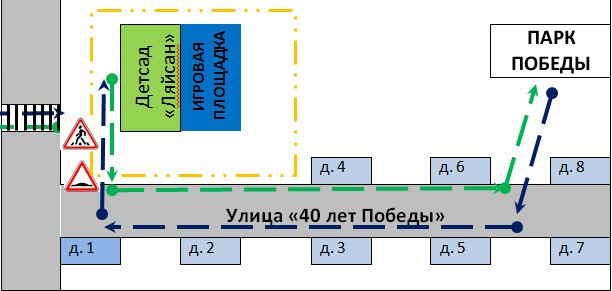 Детсад
«Ляйсан»
ИГРОВАЯ
ПЛОЩАДКА
ПАРК
ПОБЕДЫ
д. 4
д. 6
д. 8
Улица «40 лет Победы»
д. 1
д. 2
д. 3
д. 5
д. 7